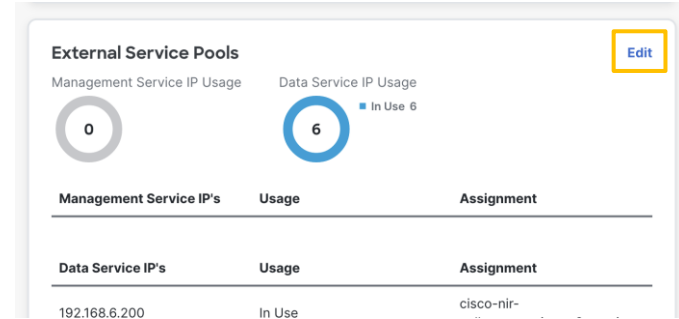 External Service Pools
Edit
Management Service IP Usage
Data Service IP Usage
0
6
In Use 6
Management Service IP's Usage Assignment
Data Service IP's Usage Assignment
192.168.6.200 In Use cisco-nir-